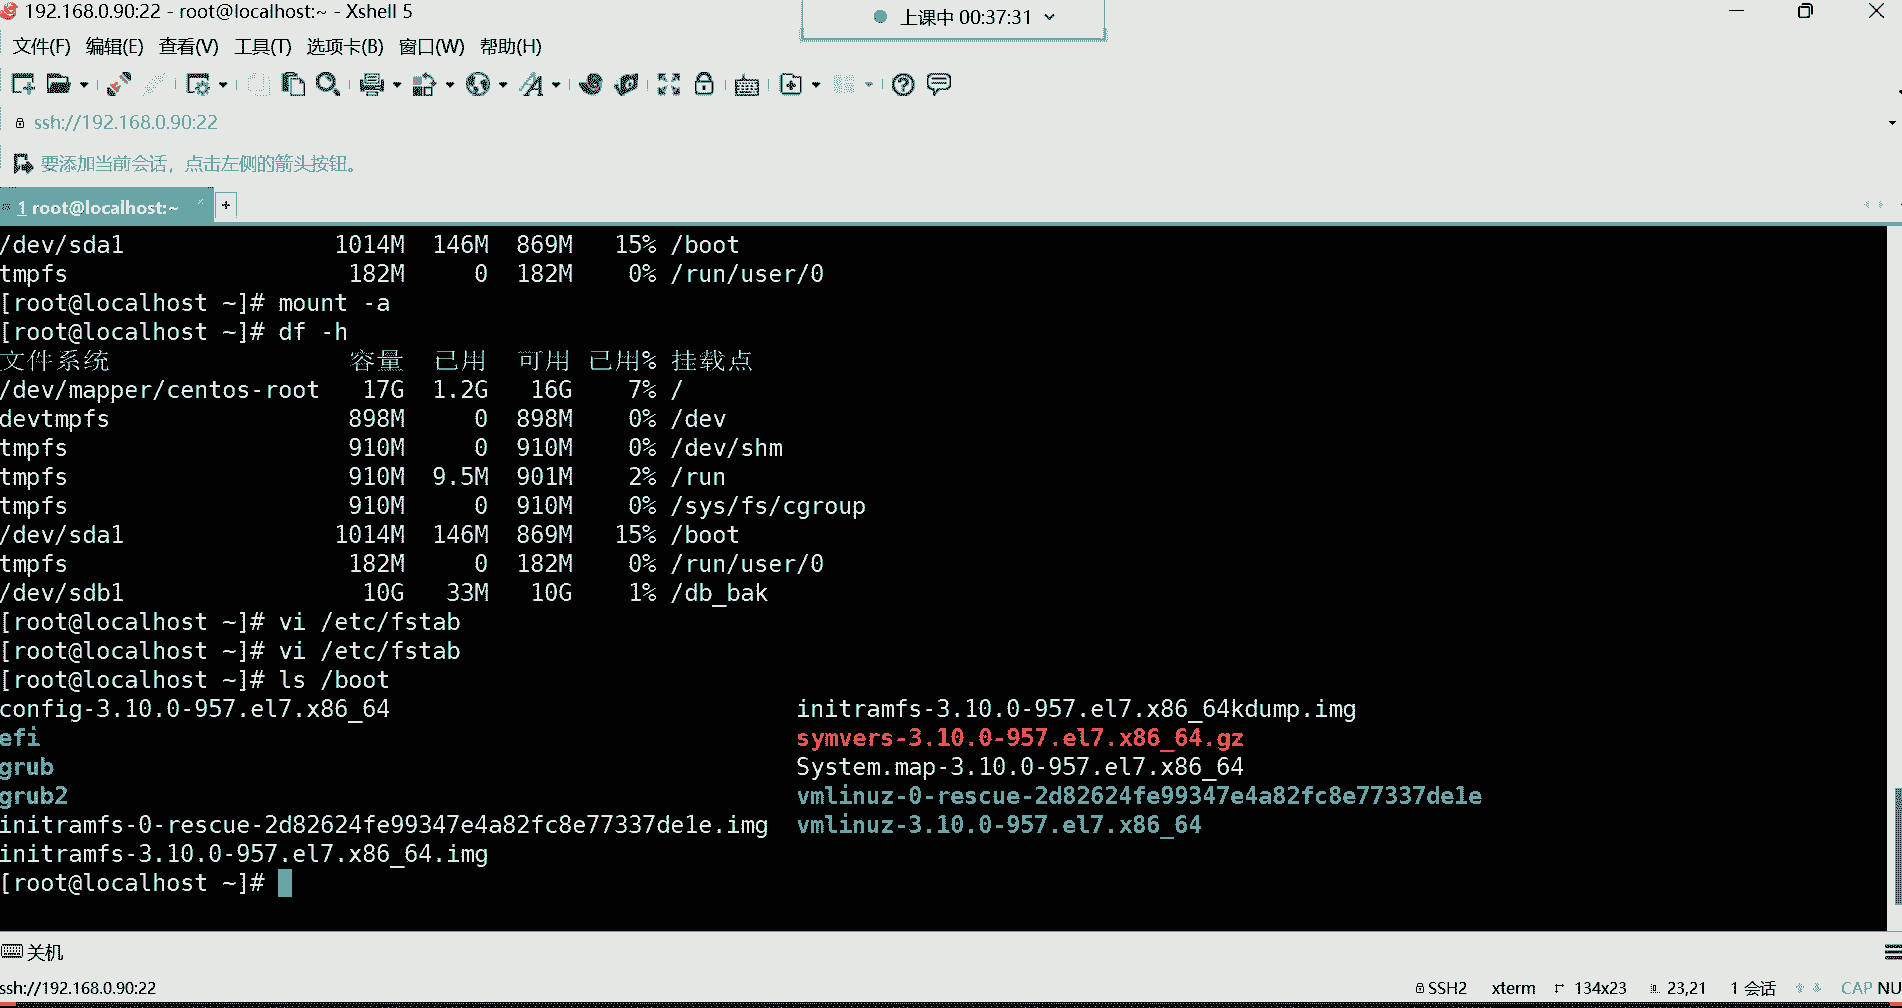 192.168.0.90:22 - root@localhost:~ - Xshell 5
上课中 00:37:31
文件(F) 编辑(E) 查看(V) 工具(T) 选项卡(B) 窗口(W) 帮助(H)
ssh://192.168.0.90:22
要添加当前会话，点击左侧的箭头按钮。
1 root@localhost:~ × +
/dev/sda1 1014M 146M 869M 15% /boot
tmpfs 182M 0 182M 0% /run/user/0
[root@localhost ~]# mount -a
[root@localhost ~]# df -h
文件系统 容量 已用 可用 已用% 挂载点
/dev/mapper/centos-root 17G 1.2G 16G 7% /
devtmpfs 898M 0 898M 0% /dev
tmpfs 910M 0 910M 0% /dev/shm
tmpfs 910M 9.5M 901M 2% /run
tmpfs 910M 0 910M 0% /sys/fs/cgroup
/dev/sda1 1014M 146M 869M 15% /boot
tmpfs 182M 0 182M 0% /run/user/0
/dev/sdb1 10G 33M 10G 1% /db_bak
[root@localhost ~]# vi /etc/fstab
[root@localhost ~]# vi /etc/fstab
[root@localhost ~]# ls /boot
config-3.10.0-957.el7.x86_64 initramfs-3.10.0-957.el7.x86_64kdump.img
efi symvers-3.10.0-957.el7.x86_64.gz
grub System.map-3.10.0-957.el7.x86_64
grub2 vmlinuz-0-rescue-2d82624fe99347e4a82fc8e77337de1e
initramfs-0-rescue-2d82624fe99347e4a82fc8e77337de1e.img vmlinuz-3.10.0-957.el7.x86_64
initramfs-3.10.0-957.el7.x86_64.img
[root@localhost ~]#
关机
ssh://192.168.0.90:22 SSH2 xterm 134x23 23,21 1 会话 CAP NU